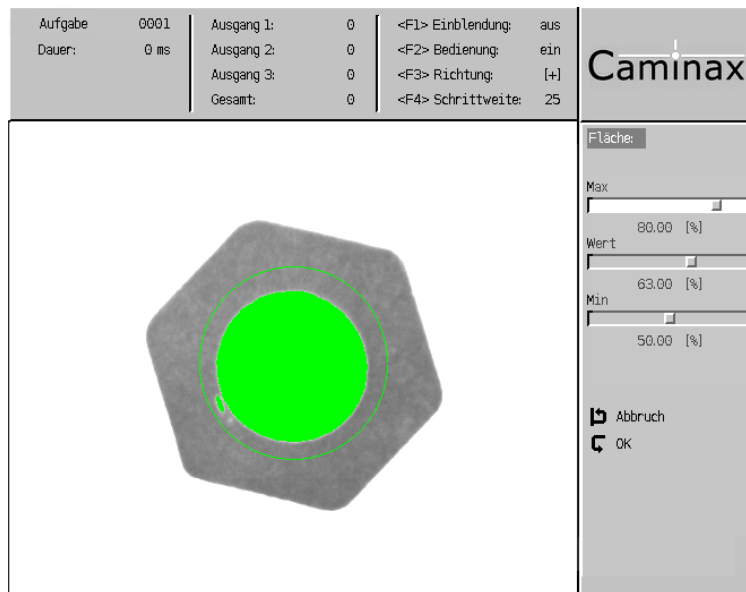 Aufgabe 0001 Ausgang 1: 0 <F1> Einblendung: aus
Dauer: 0 ms Ausgang 2: 0 <F2> Bedienung: ein
Ausgang 3: 0 <F3> Richtung: [+]
Gesamt: 0 <F4> Schrittweite: 25
Caminax
Fläche:
Max
80.00 [%]
Wert
63.00 [%]
Min
50.00 [%]
Abbruch
OK